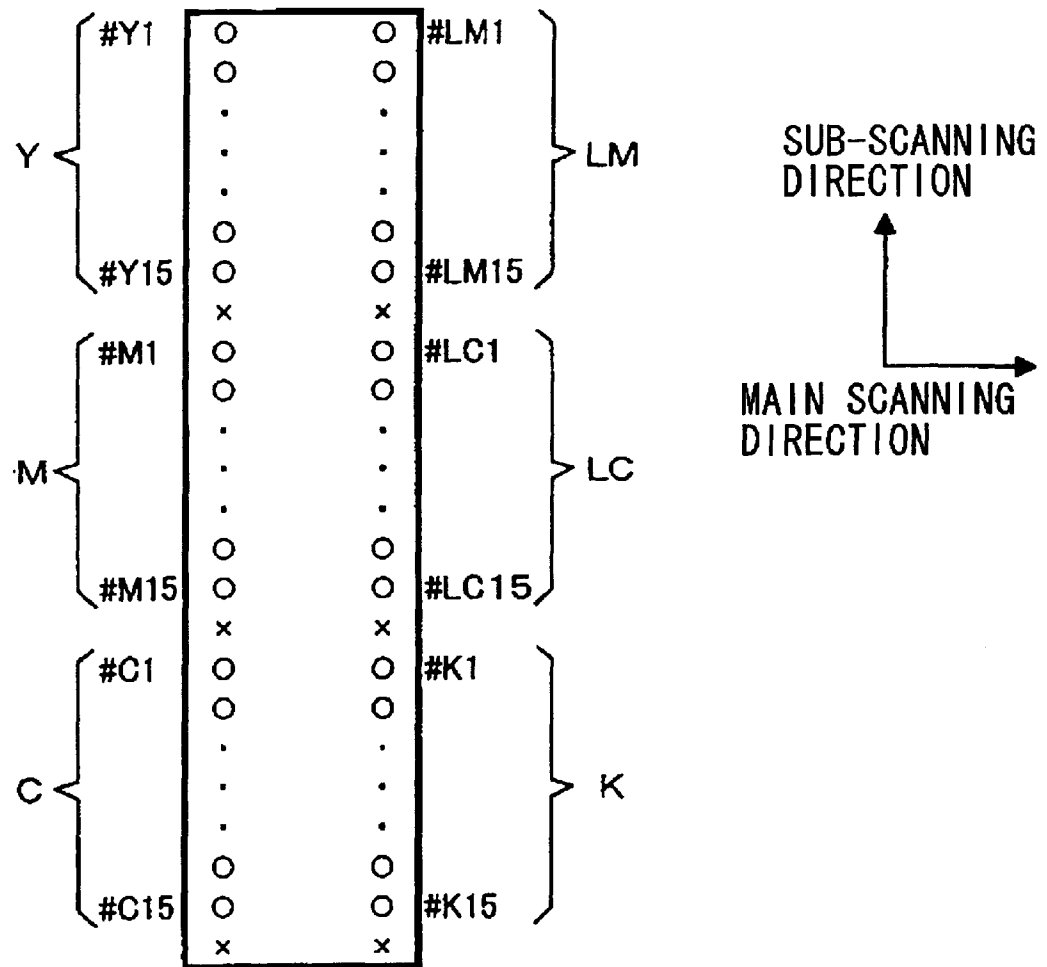 #Y1
#LM1
Y
LM
#Y15
#LM15
×
×
#M1
#LC1
M
LC
#M15
#LC15
×
×
#C1
#K1
C
K
#C15
#K15
×
×
SUB-SCANNING
DIRECTION
MAIN SCANNING
DIRECTION